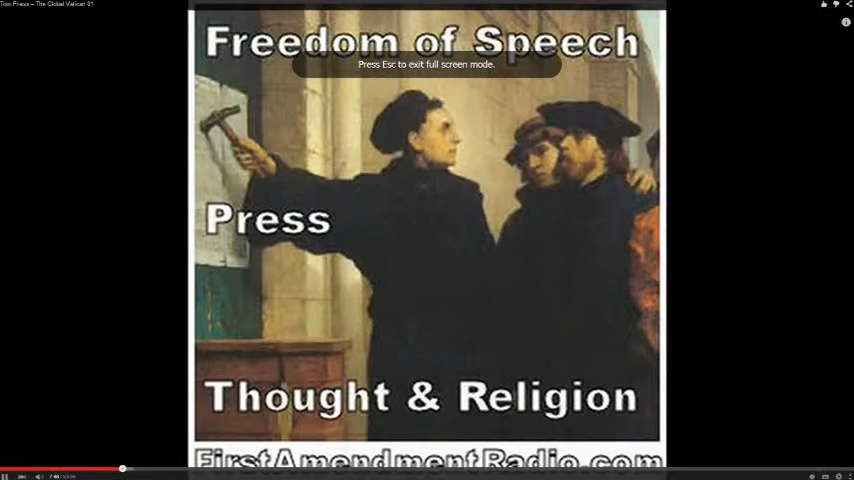 Tom Friess – The Global Vatican 01
Freedom of Speech
Press Esc to exit full screen mode.
Press
Thought & Religion
FirstAmendmentRadio.com